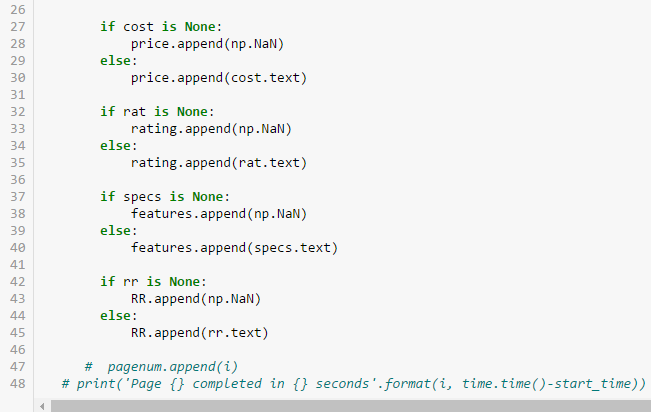 26
27 if cost is None:
28 price.append(np.NaN)
29 else:
30 price.append(cost.text)
31
32 if rat is None:
33 rating.append(np.NaN)
34 else:
35 rating.append(rat.text)
36
37 if specs is None:
38 features.append(np.NaN)
39 else:
40 features.append(specs.text)
41
42 if rr is None:
43 RR.append(np.NaN)
44 else:
45 RR.append(rr.text)
46
47 #  pagenum.append(i)
48 # print('Page {} completed in {} seconds'.format(i, time.time()-start_time))